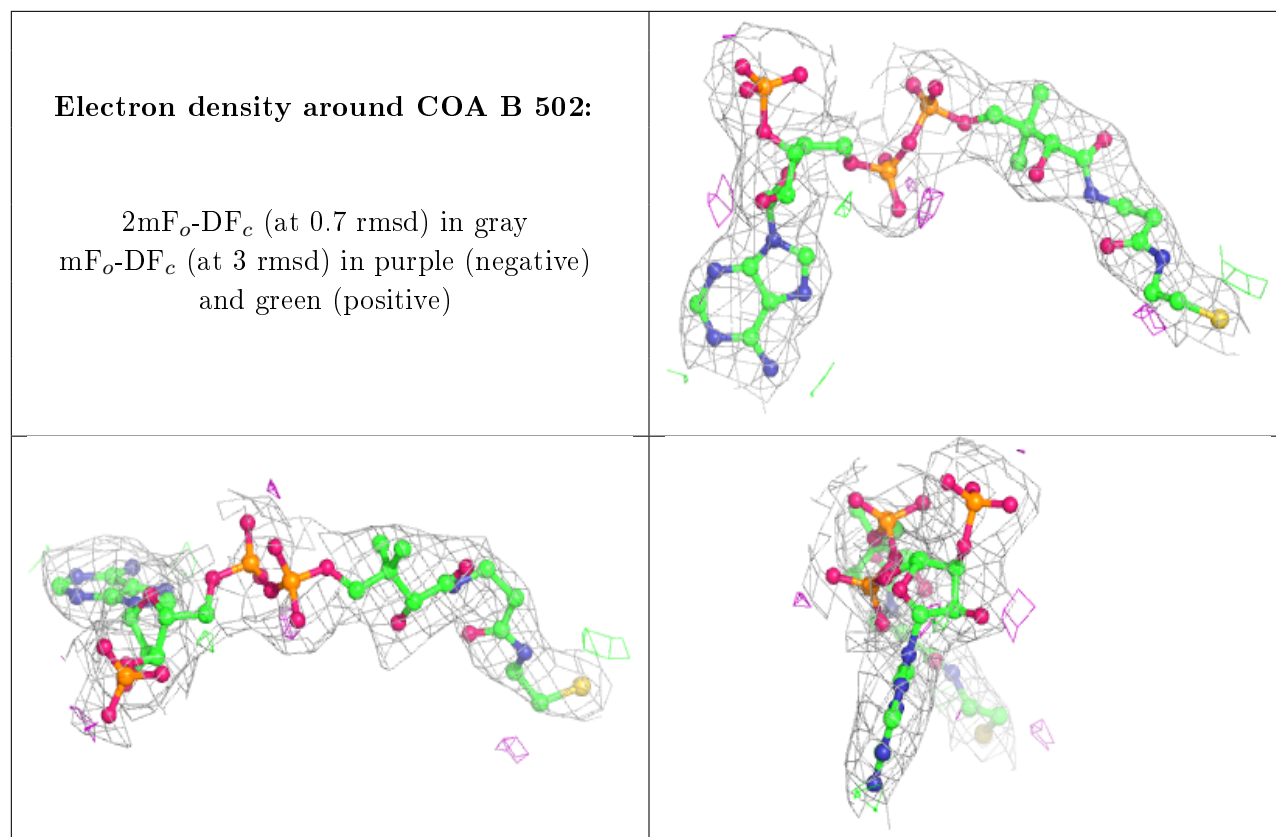 Electron density around COA B 502:
2mFₒ-DF𝒸 (at 0.7 rmsd) in gray
mFₒ-DF𝒸 (at 3 rmsd) in purple (negative)
and green (positive)